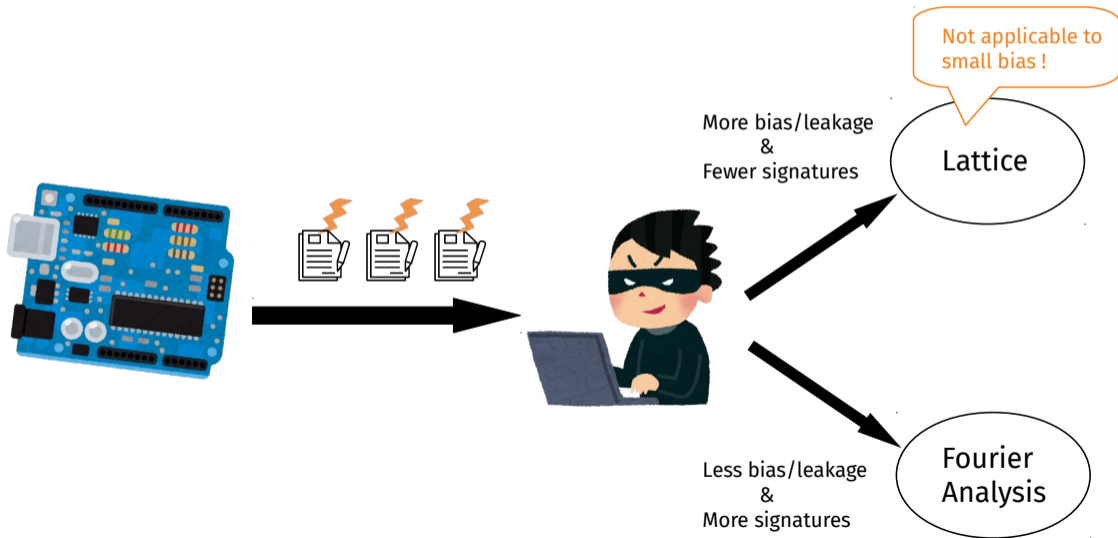 Not applicable to
small bias !
More bias/leakage
&
Fewer signatures
Lattice
Less bias/leakage
&
More signatures
Fourier
Analysis